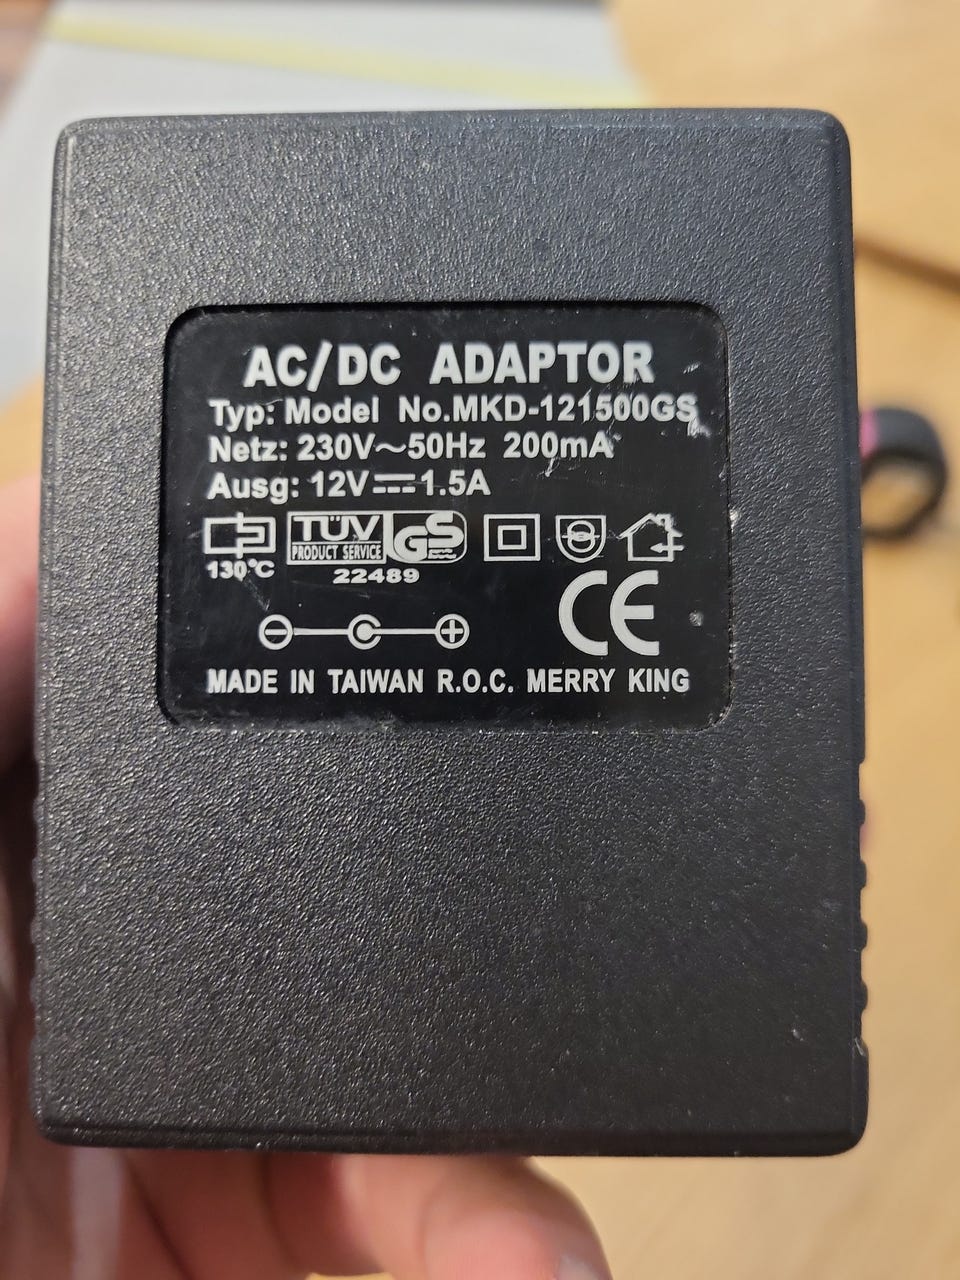 AC/DC ADAPTOR
Typ: Model No.MKD-121500GS
Netz: 230V～50Hz 200mA
Ausg: 12V⎓1.5A
TÜV
PRODUCT SERVICE
GS
130°C
22489
CE
MADE IN TAIWAN R.O.C. MERRY KING